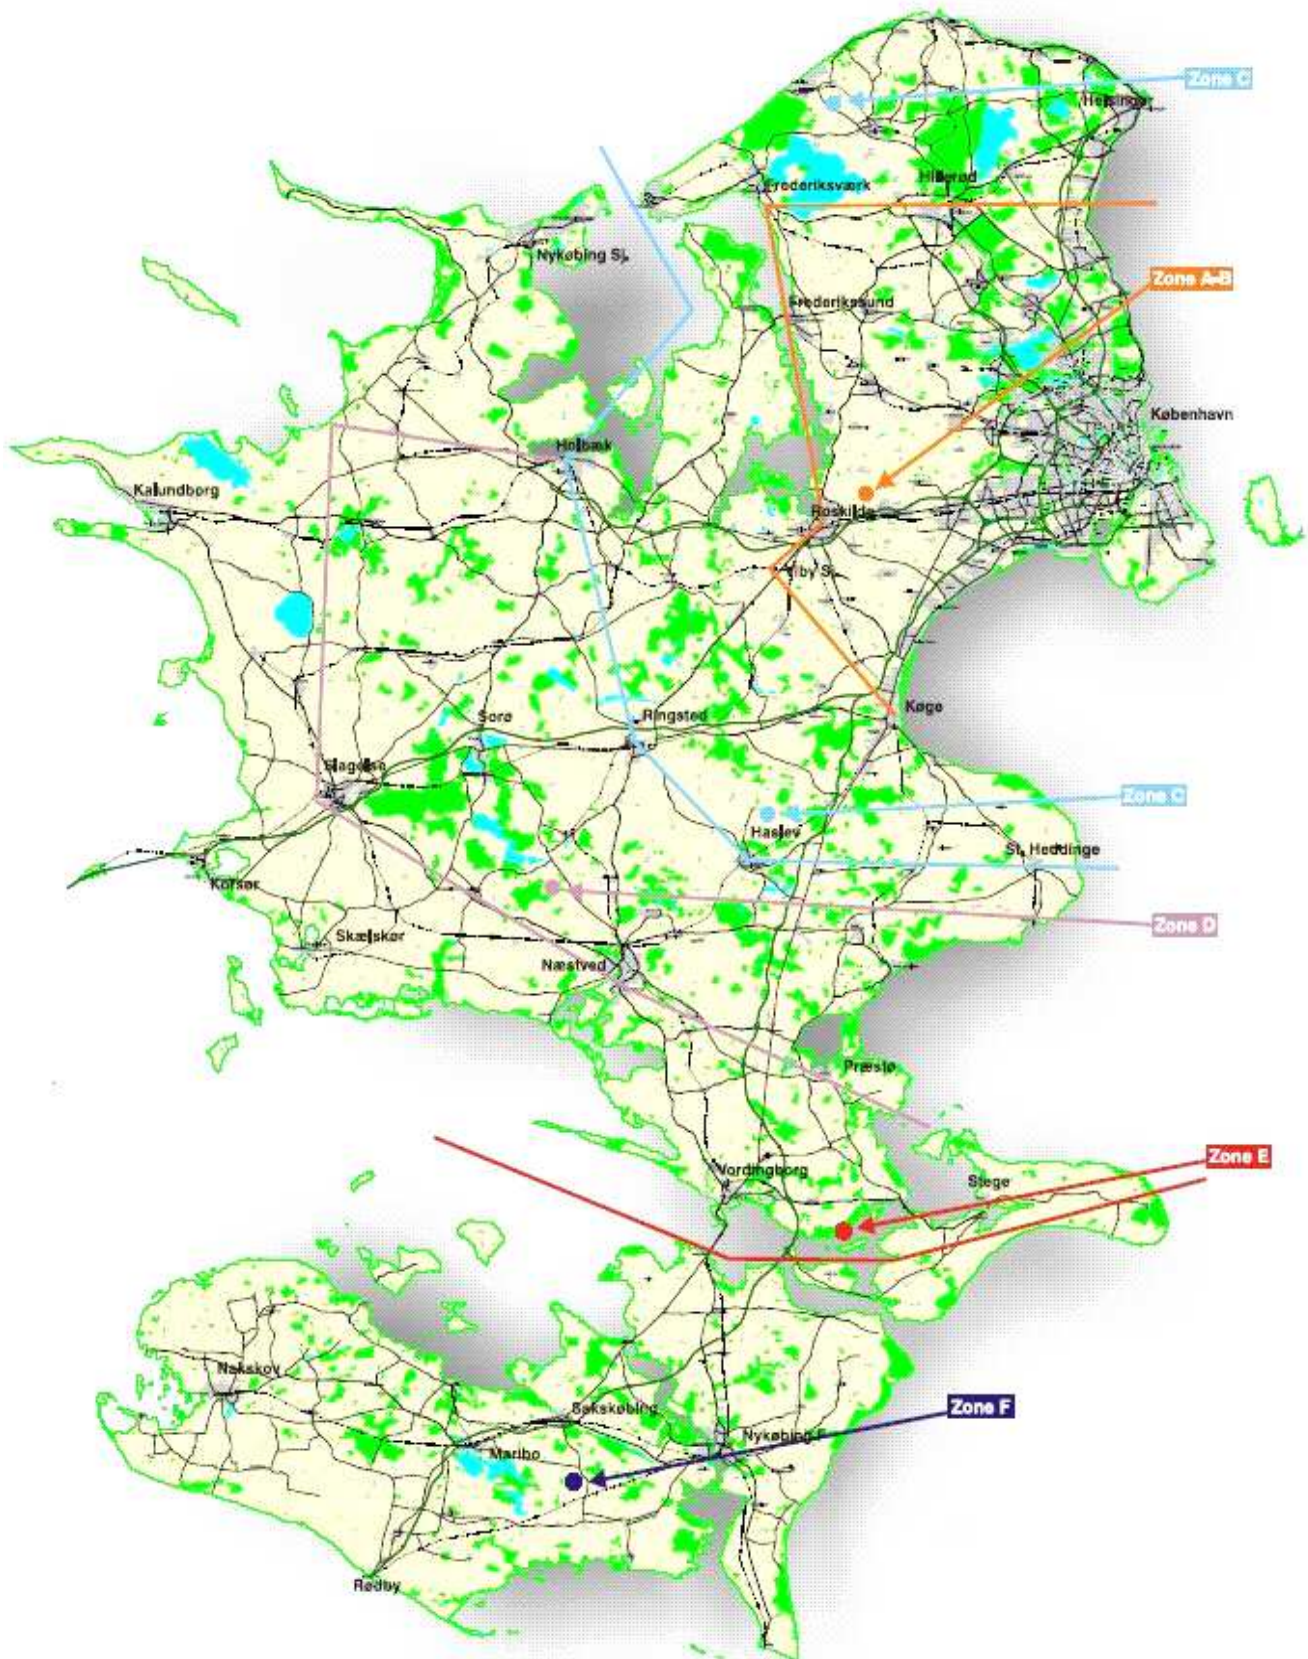 Zone C
Helsingør
Frederiksværk
Hillerød
Nykøbing Sj.
Zone A-B
Frederikssund
København
Holbæk
Kalundborg
Roskilde
Viby Sj.
Køge
Sorø
Ringsted
Slagelse
Zone C
Haslev
St. Heddinge
Korsør
Zone D
Skælskør
Næstved
Præstø
Zone E
Vordingborg
Stege
Nakskov
Sakskøbing
Zone F
Nykøbing F.
Maribo
Rødby